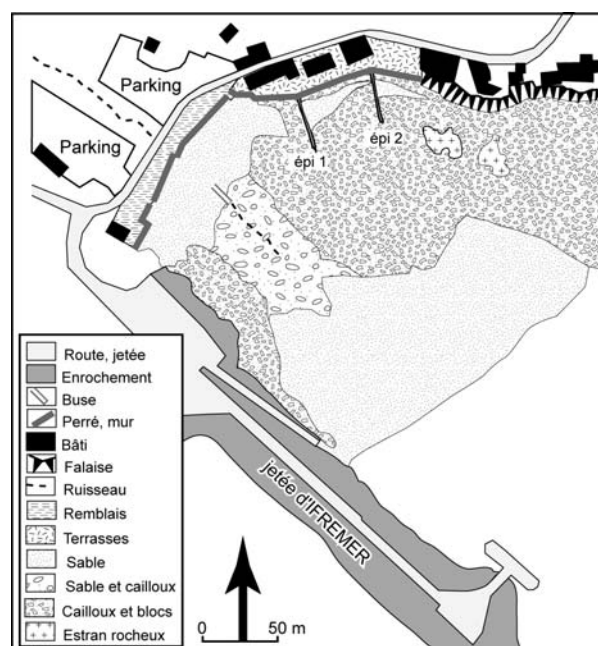 Parking
Parking
épi 1
épi 2
jetée d'IFREMER
Route, jetée
Enrochement
Buse
Perré, mur
Bâti
Falaise
Ruisseau
Remblais
Terrasses
Sable
Sable et cailloux
Cailloux et blocs
Estran rocheux
0 50 m